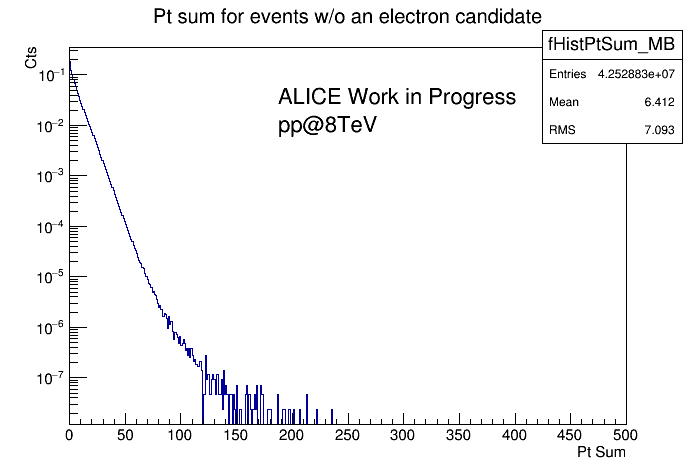 Pt sum for events w/o an electron candidate
fHistPtSum_MB
Entries 4.252883e+07
Mean 6.412
RMS 7.093
Cts
ALICE Work in Progress
pp@8TeV
10⁻¹
10⁻²
10⁻³
10⁻⁴
10⁻⁵
10⁻⁶
10⁻⁷
0 50 100 150 200 250 300 350 400 450 500
Pt Sum